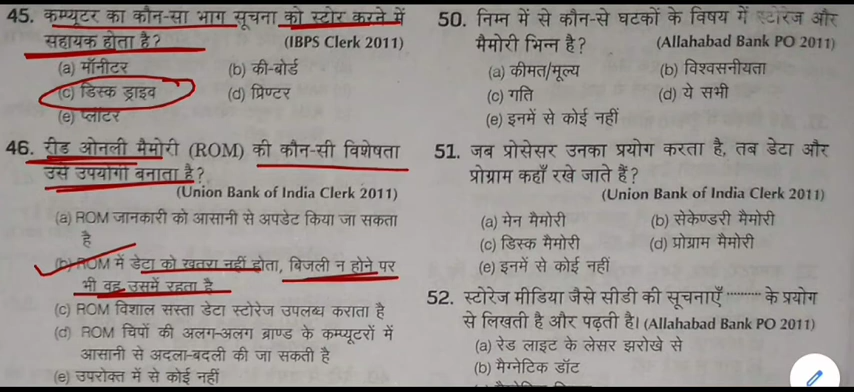 45. कम्प्यूटर का कौन-सा भाग सूचना को स्टोर करने में
सहायक होता है? (IBPS Clerk 2011)
(a) मॉनीटर (b) की-बोर्ड
(c) डिस्क ड्राइव (d) प्रिण्टर
(e) प्लॉटर
46. रीड ओनली मैमोरी (ROM) की कौन-सी विशेषता
उसे उपयोगी बनाता है?
(Union Bank of India Clerk 2011)
(a) ROM जानकारी को आसानी से अपडेट किया जा सकता
है
(b) ROM में डेटा को खतरा नहीं होता, बिजली न होने पर
भी वह उसमें रहता है
(c) ROM विशाल सस्ता डेटा स्टोरेज उपलब्ध कराता है
(d) ROM चिपों की अलग-अलग ब्राण्ड के कम्प्यूटरों में
आसानी से अदला-बदली की जा सकती है
(e) उपरोक्त में से कोई नहीं
50. निम्न में से कौन-से घटकों के विषय में स्टोरेज और
मैमोरी भिन्न है? (Allahabad Bank PO 2011)
(a) कीमत/मूल्य (b) विश्वसनीयता
(c) गति (d) ये सभी
(e) इनमें से कोई नहीं
51. जब प्रोसेसर उनका प्रयोग करता है, तब डेटा और
प्रोग्राम कहाँ रखे जाते हैं?
(Union Bank of India Clerk 2011)
(a) मेन मैमोरी (b) सेकेण्डरी मैमोरी
(c) डिस्क मैमोरी (d) प्रोग्राम मैमोरी
(e) इनमें से कोई नहीं
52. स्टोरेज मीडिया जैसे सीडी की सूचनाएँ ......... के प्रयोग
से लिखती है और पढ़ती है। (Allahabad Bank PO 2011)
(a) रेड लाइट के लेसर झरोखे से
(b) मैग्नेटिक डॉट